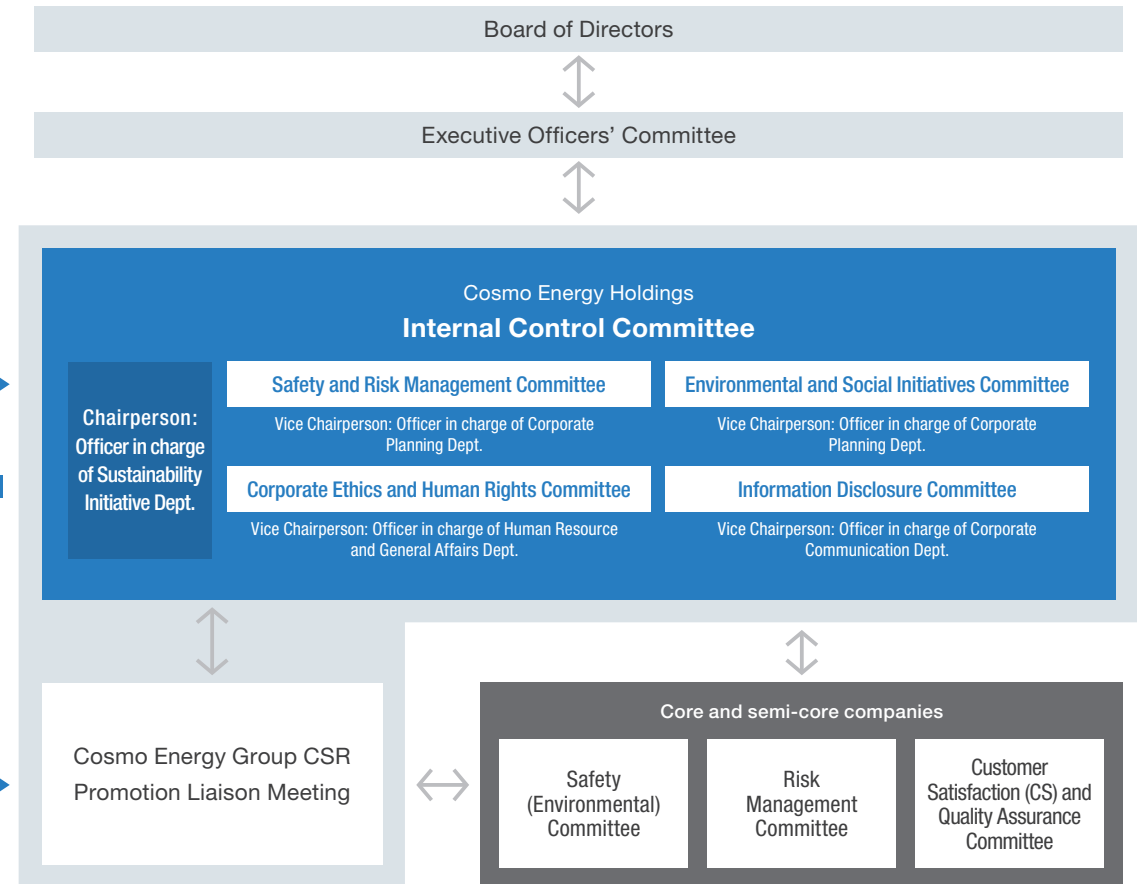 Board of Directors
Executive Officers’ Committee
Cosmo Energy Holdings
Internal Control Committee
Chairperson:
Officer in charge
of Sustainability
Initiative Dept.
Safety and Risk Management Committee
Vice Chairperson: Officer in charge of Corporate
Planning Dept.
Environmental and Social Initiatives Committee
Vice Chairperson: Officer in charge of Corporate
Planning Dept.
Corporate Ethics and Human Rights Committee
Vice Chairperson: Officer in charge of Human Resource
and General Affairs Dept.
Information Disclosure Committee
Vice Chairperson: Officer in charge of Corporate
Communication Dept.
Cosmo Energy Group CSR
Promotion Liaison Meeting
Core and semi-core companies
Safety
(Environmental)
Committee
Risk
Management
Committee
Customer
Satisfaction (CS) and
Quality Assurance
Committee